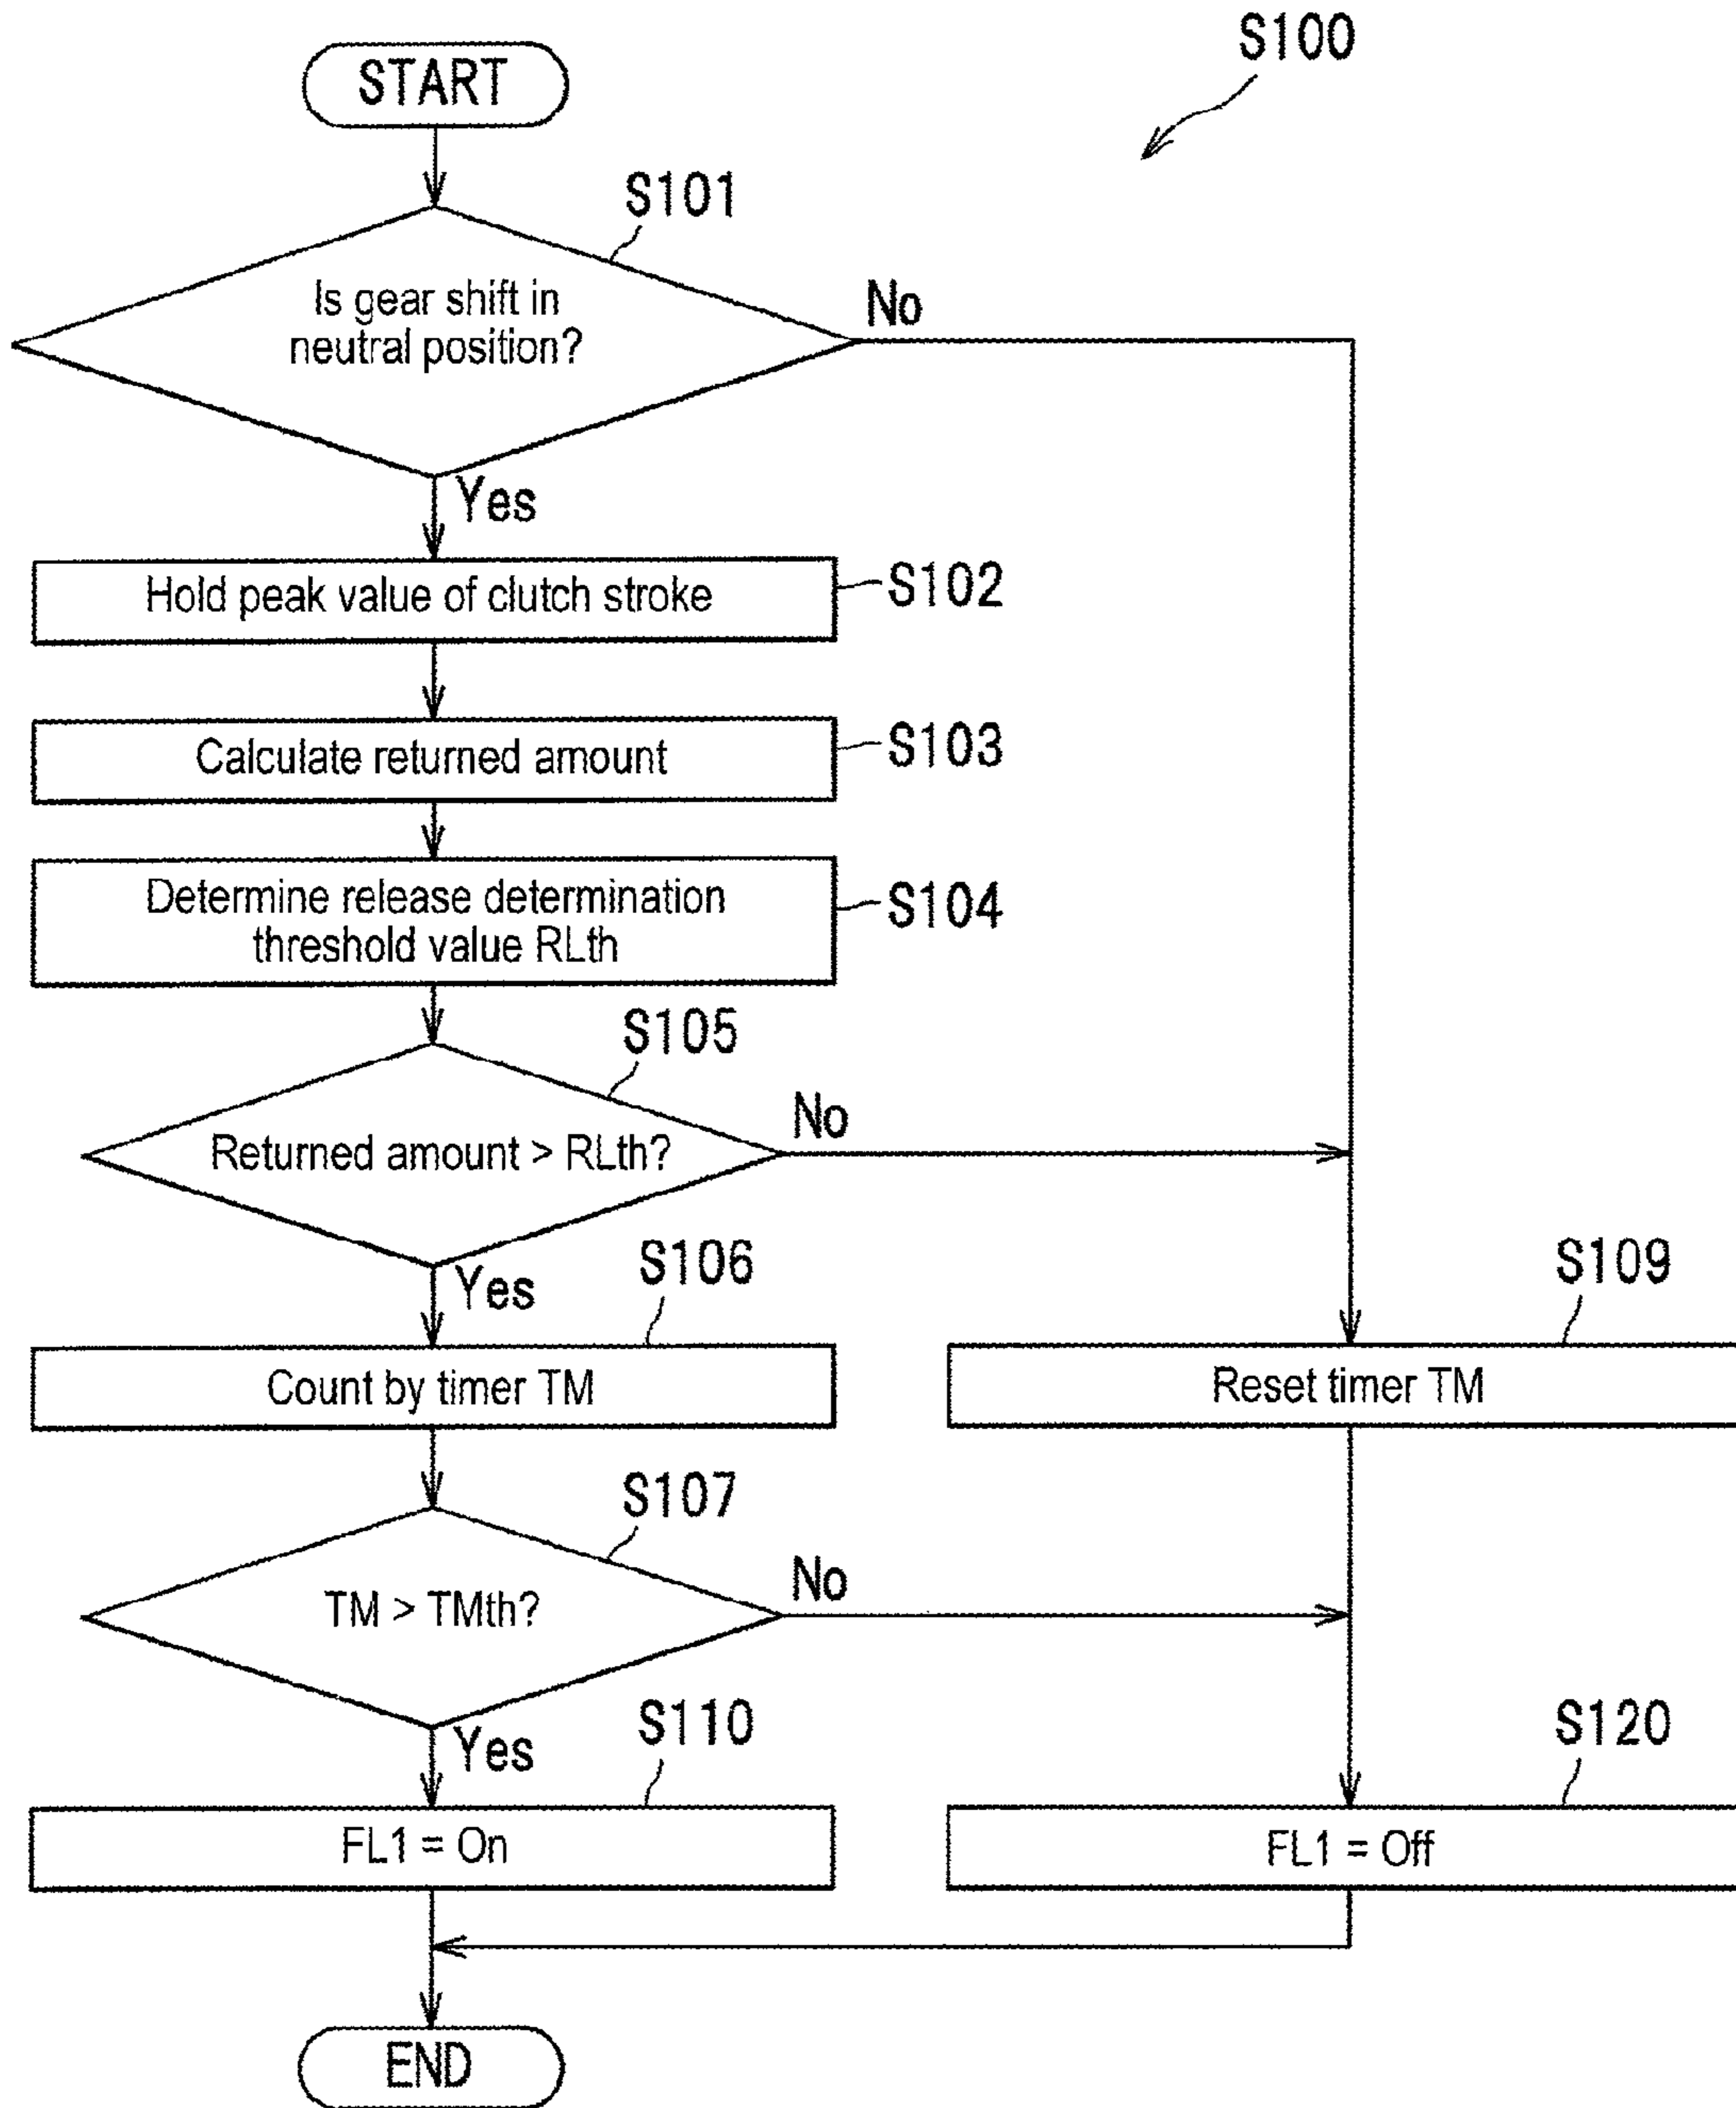 S100
START
S101
Is gear shift in
neutral position?
No
Yes
Hold peak value of clutch stroke
S102
Calculate returned amount
S103
Determine release determination
threshold value RLth
S104
S105
Returned amount > RLth?
No
Yes
S106
Count by timer TM
S109
Reset timer TM
S107
TM > TMth?
No
Yes
S110
FL1 = On
S120
FL1 = Off
END